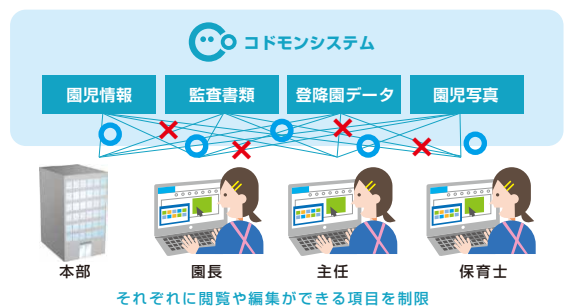 コドモンシステム
園児情報
監査書類
登降園データ
園児写真
本部
園長
主任
保育士
それぞれに閲覧や編集ができる項目を制限